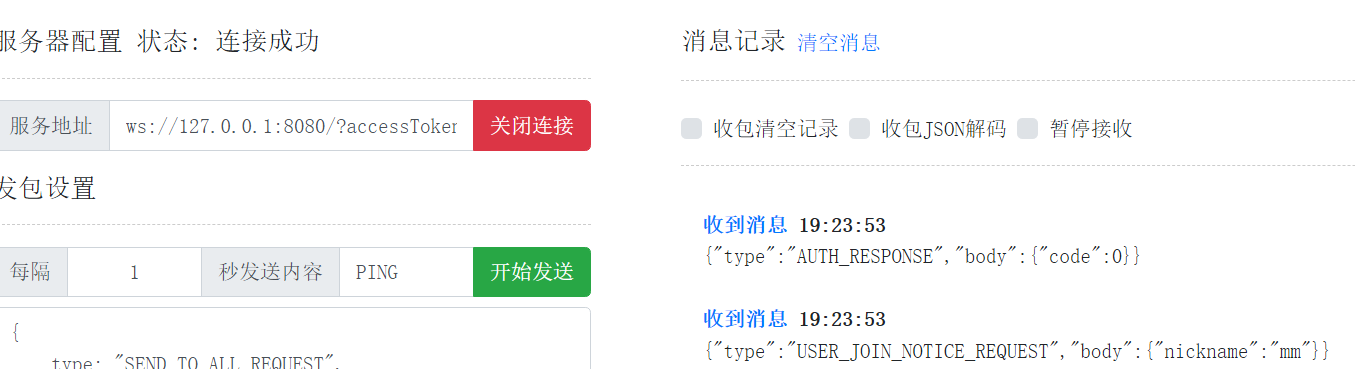 服务器配置 状态: 连接成功
服务地址 ws://127.0.0.1:8080/?accessToken 关闭连接
发包设置
每隔 1 秒发送内容 PING 开始发送
{
type: "SEND_TO_ALL_REQUEST",
消息记录 清空消息
收包清空记录 收包JSON解码 暂停接收
收到消息 19:23:53
{"type":"AUTH_RESPONSE","body":{"code":0}}
收到消息 19:23:53
{"type":"USER_JOIN_NOTICE_REQUEST","body":{"nickname":"mm"}}